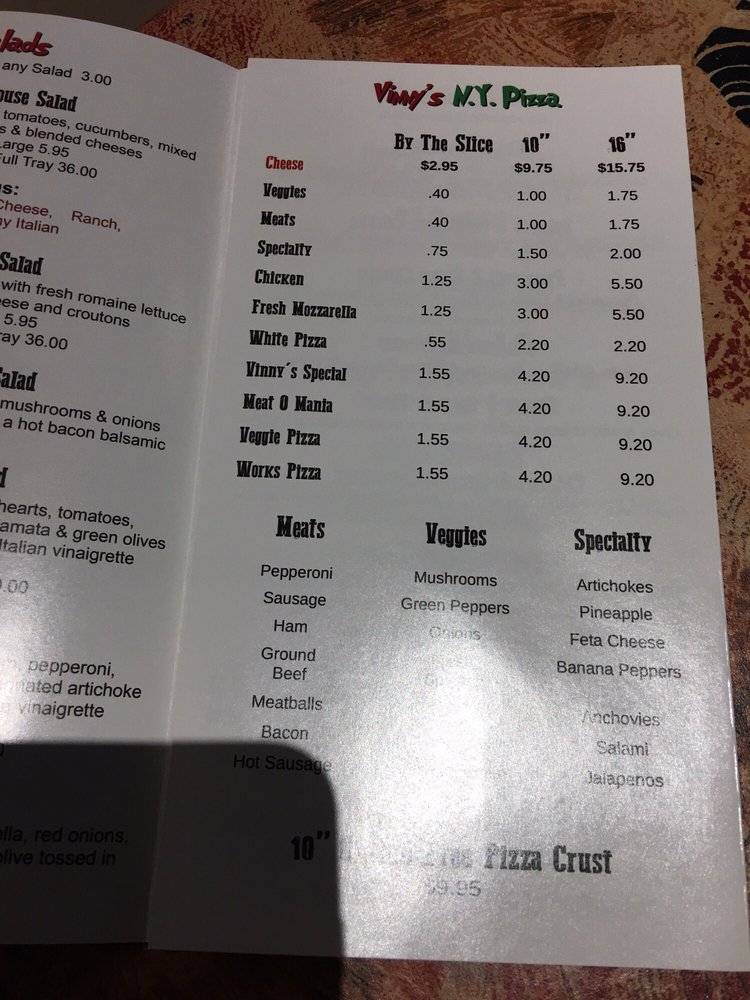 lads
any Salad 3.00
ouse Salad
tomatoes, cucumbers, mixed
s & blended cheeses
Large 5.95
Full Tray 36.00
Cheese, Ranch,
Italian
Salad
with fresh romaine lettuce
eese and croutons
5.95
ray 36.00
Salad
mushrooms & onions
a hot bacon balsamic
hearts, tomatoes,
amata & green olives
Italian vinaigrette
.00
pepperoni,
nated artichoke
vinaigrette
ella, red onions,
olive tossed in
Vinny's N.Y. Pizza
By The Slice 10" 16"
Cheese $2.95 $9.75 $15.75
Veggies .40 1.00 1.75
Meats .40 1.00 1.75
Specialty .75 1.50 2.00
Chicken 1.25 3.00 5.50
Fresh Mozzarella 1.25 3.00 5.50
White Pizza .55 2.20 2.20
Vinny´s Special 1.55 4.20 9.20
Meat O Mania 1.55 4.20 9.20
Veggie Pizza 1.55 4.20 9.20
Works Pizza 1.55 4.20 9.20
Meats
Pepperoni
Sausage
Ham
Ground
Beef
Meatballs
Bacon
Hot Sausage
Veggies
Mushrooms
Green Peppers
Onions
Specialty
Artichokes
Pineapple
Feta Cheese
Banana Peppers
Anchovies
Salami
Jalapenos
10" Free Pizza Crust
$9.95